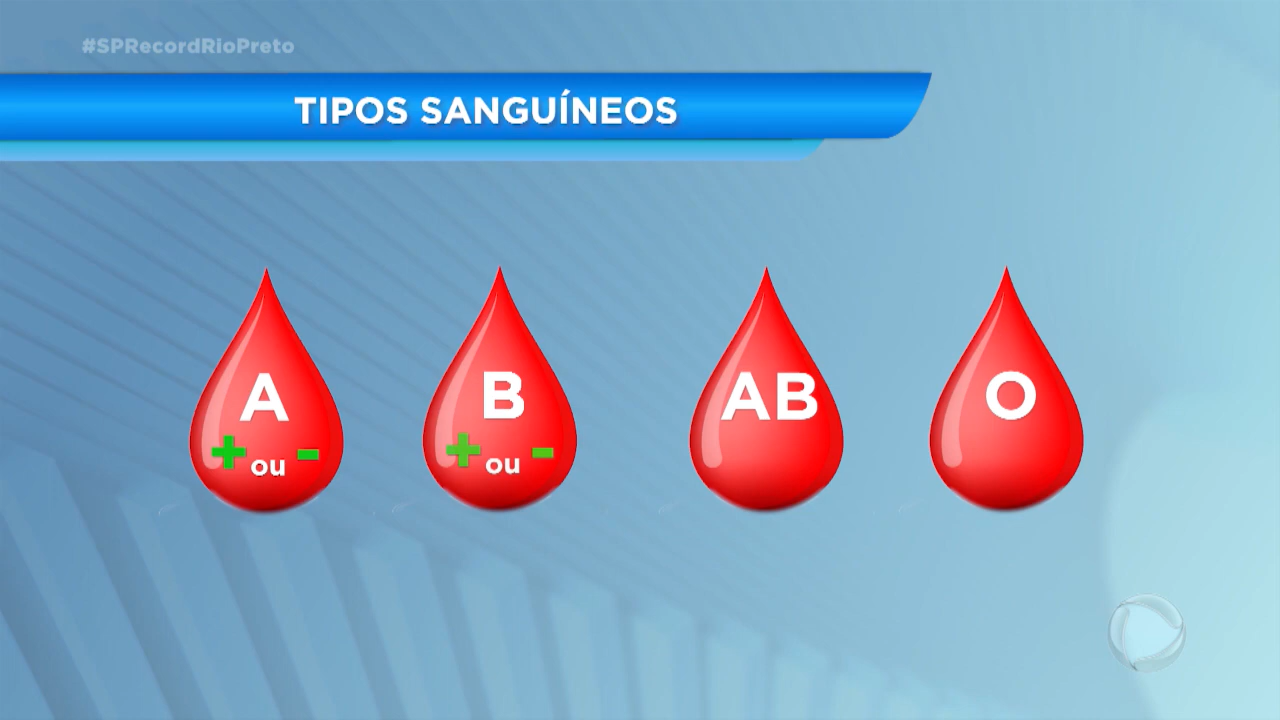 #SPRecordRioPreto
TIPOS SANGUÍNEOS
A
+ ou -
B
+ ou -
AB
O